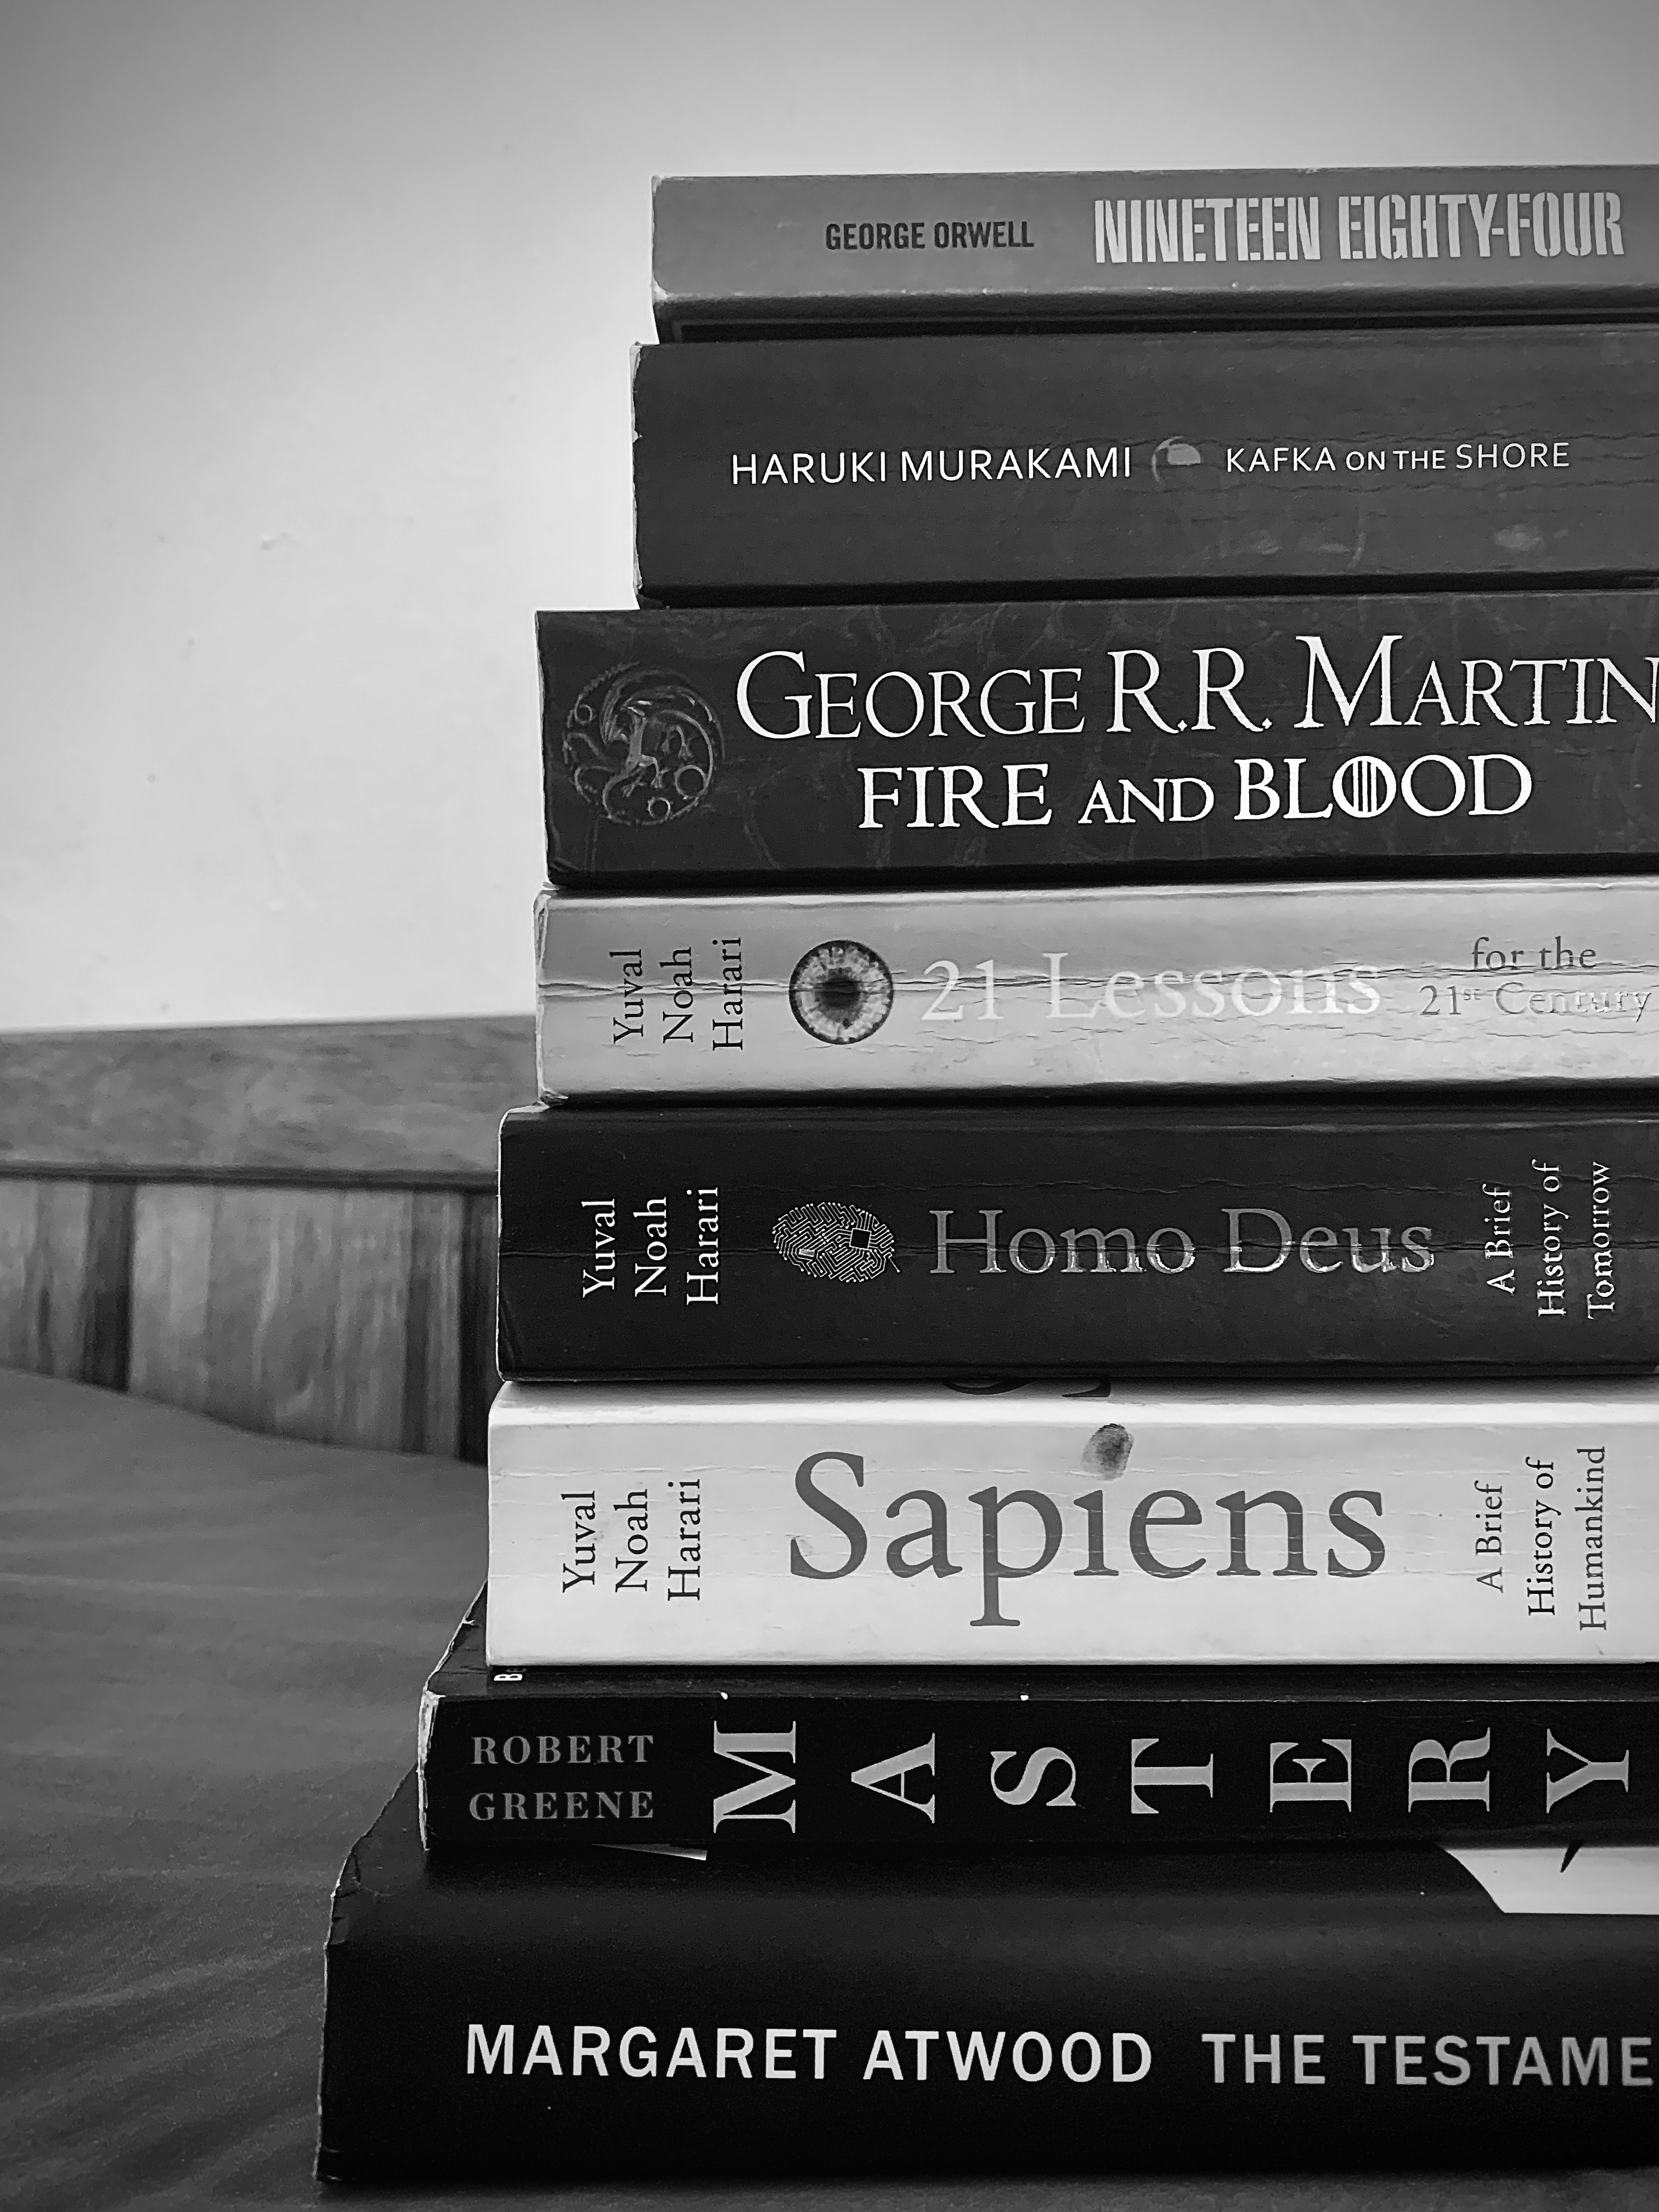 GEORGE ORWELL NINETEEN EIGHTY-FOUR
HARUKI MURAKAMI KAFKA ON THE SHORE
GEORGE R.R. MARTIN
FIRE AND BLOOD
Yuval
Noah
Harari
21 Lessons
for the
21st Century
Yuval
Noah
Harari
Homo Deus
A Brief
History of
Tomorrow
Yuval
Noah
Harari
Sapiens
A Brief
History of
Humankind
ROBERT
GREENE
MASTERY
MARGARET ATWOOD THE TESTAME